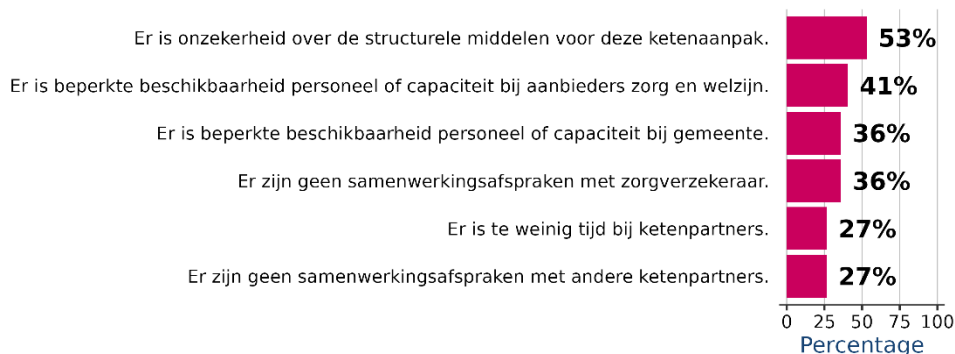 Er is onzekerheid over de structurele middelen voor deze ketenaanpak. 53%
Er is beperkte beschikbaarheid personeel of capaciteit bij aanbieders zorg en welzijn. 41%
Er is beperkte beschikbaarheid personeel of capaciteit bij gemeente. 36%
Er zijn geen samenwerkingsafspraken met zorgverzekeraar. 36%
Er is te weinig tijd bij ketenpartners. 27%
Er zijn geen samenwerkingsafspraken met andere ketenpartners. 27%
0 25 50 75 100
Percentage